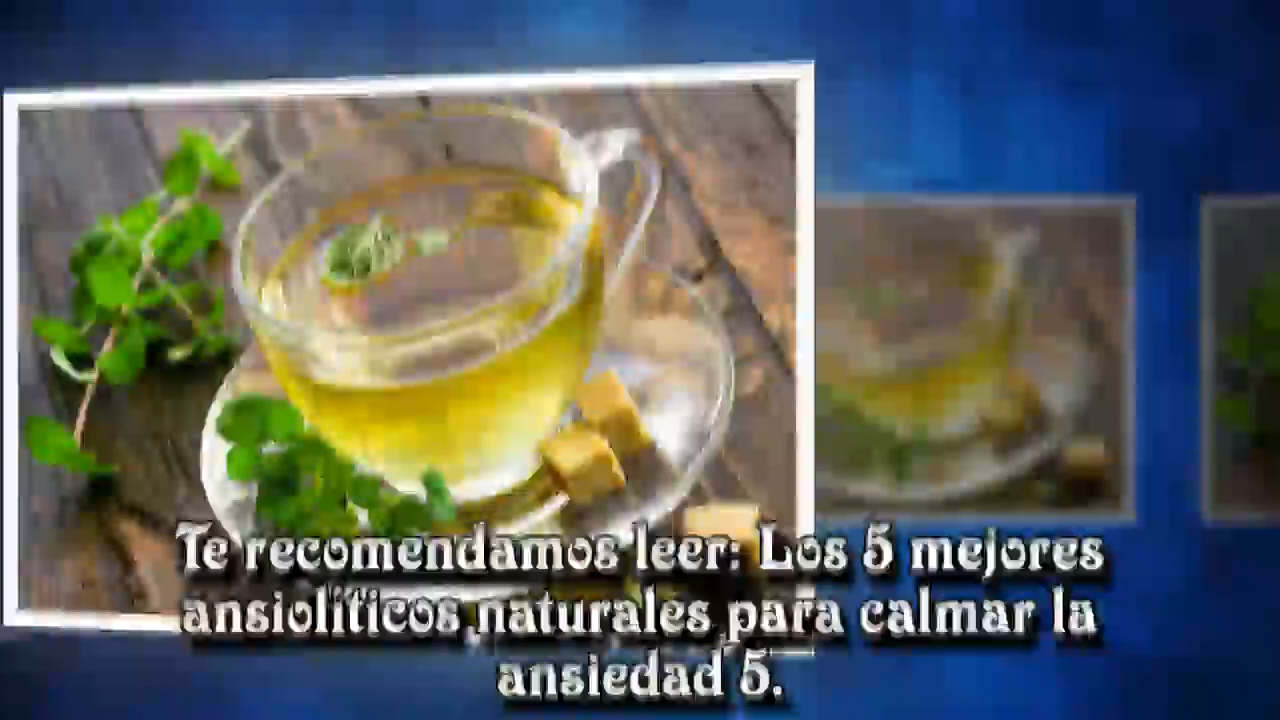 Te recomendamos leer: Los 5 mejores
ansiolíticos naturales para calmar la
ansiedad 5.